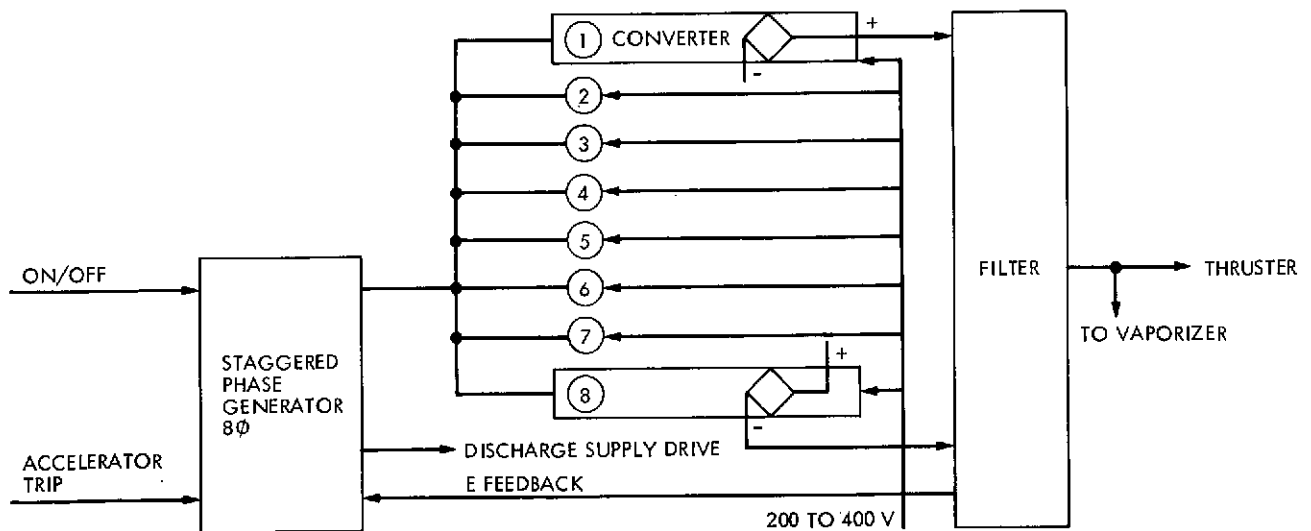 1 CONVERTER
+
-
2
3
4
5
6
7
8
+
-
ON/OFF
STAGGERED
PHASE
GENERATOR
8Ø
ACCELERATOR
TRIP
DISCHARGE SUPPLY DRIVE
E FEEDBACK
200 TO 400 V
FILTER
THRUSTER
TO VAPORIZER